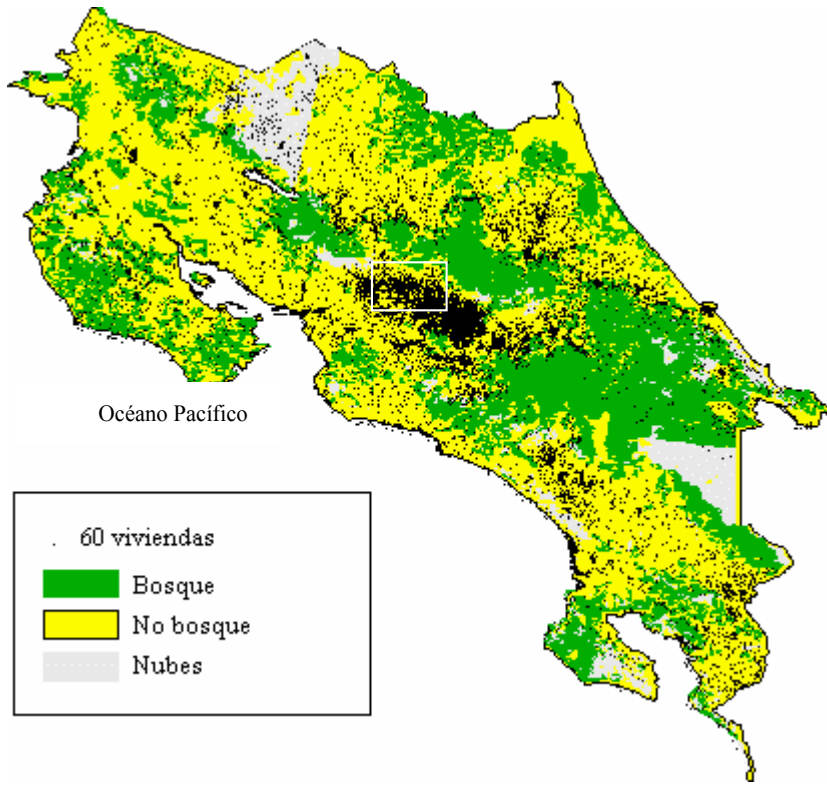 Océano Pacífico
. 60 viviendas
Bosque
No bosque
Nubes